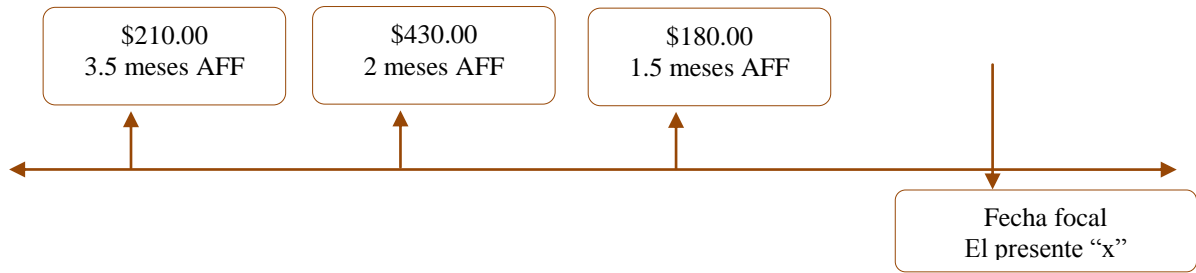 $210.00
3.5 meses AFF
$430.00
2 meses AFF
$180.00
1.5 meses AFF
Fecha focal
El presente “x”